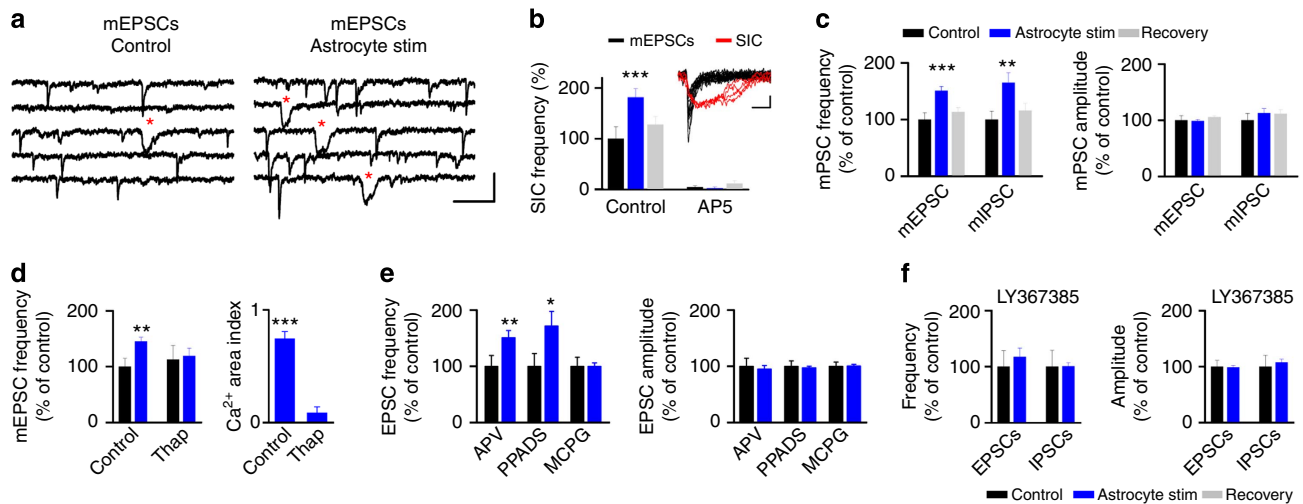 a
mEPSCs
Control
mEPSCs
Astrocyte stim
*
*
*
*
b
mEPSCs SIC
SIC frequency (%)
200
100
0
***
Control AP5
c
Control Astrocyte stim Recovery
mPSC frequency
(% of control)
200
100
0
***
**
mEPSC mIPSC
mPSC amplitude
(% of control)
200
100
0
mEPSC mIPSC
d
mEPSC frequency
(% of control)
200
100
0
**
Control Thap
Ca2+ area index
1
0
***
Control Thap
e
EPSC frequency
(% of control)
200
100
0
**
*
APV PPADS MCPG
EPSC amplitude
(% of control)
200
100
0
APV PPADS MCPG
f
LY367385
Frequency
(% of control)
200
100
0
EPSCs IPSCs
LY367385
Amplitude
(% of control)
200
100
0
EPSCs IPSCs
Control Astrocyte stim Recovery